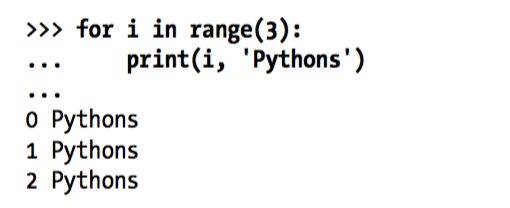 >>> for i in range(3):
...     print(i, 'Pythons')
...
0 Pythons
1 Pythons
2 Pythons